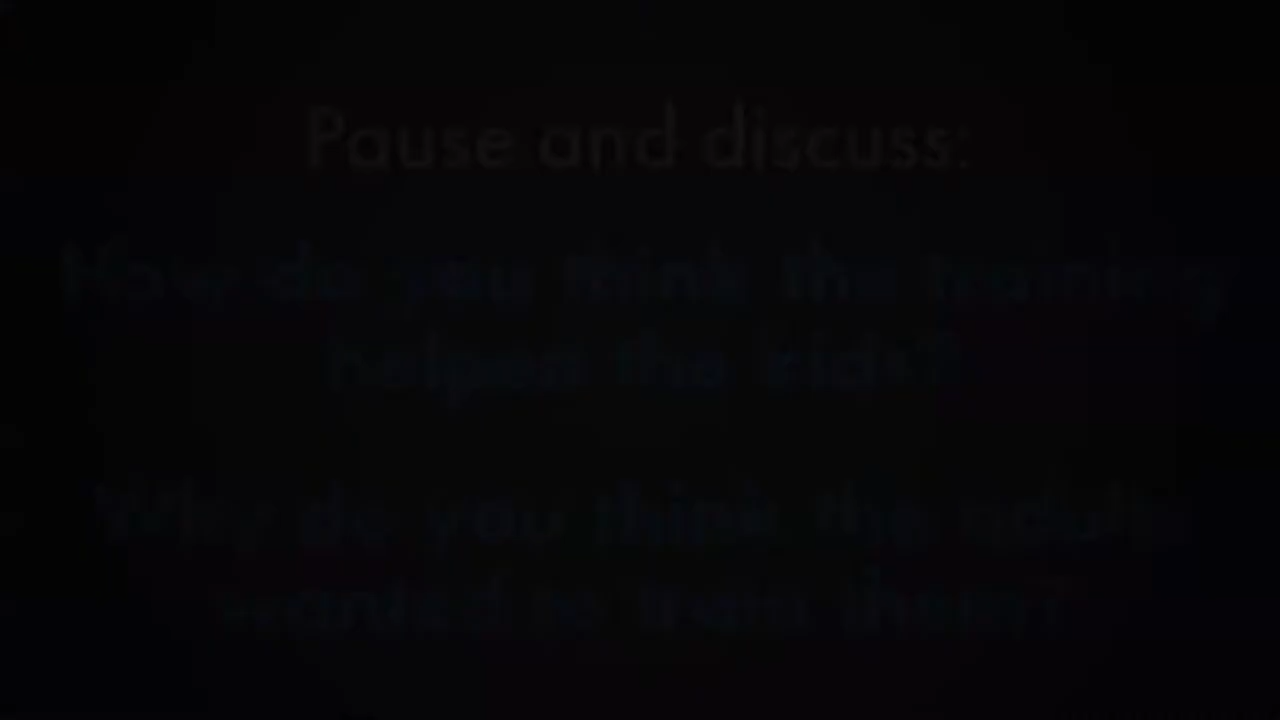 Pause and discuss:
How do you think the training
helped the kids?
Why do you think the adults
wanted to train them?